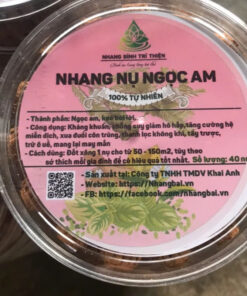 NHANG BÌNH TRÍ THIỆN
NHANG NỤ NGỌC AM
100% TỰ NHIÊN
- Thành phần: Ngọc am, keo bời lời.
- Công dụng: Kháng khuẩn, chống suy giảm hô hấp, tăng cường hệ
miễn dịch, xua đuổi côn trùng, thanh lọc không khí, tẩy trược,
trừ ô uế, mang lại may mắn
- Cách dùng: Đốt xông 1 nụ cho từ 50 - 150m2, tùy theo
sở thích mỗi gia đình để có hiệu quả tốt nhất. Số lượng: 40 nụ
- Sản xuất tại: Công ty TNHH TMDV Khai Anh
- Website: https://Nhangbai.vn
- FB: https://facebook.com/nhangbai.vn